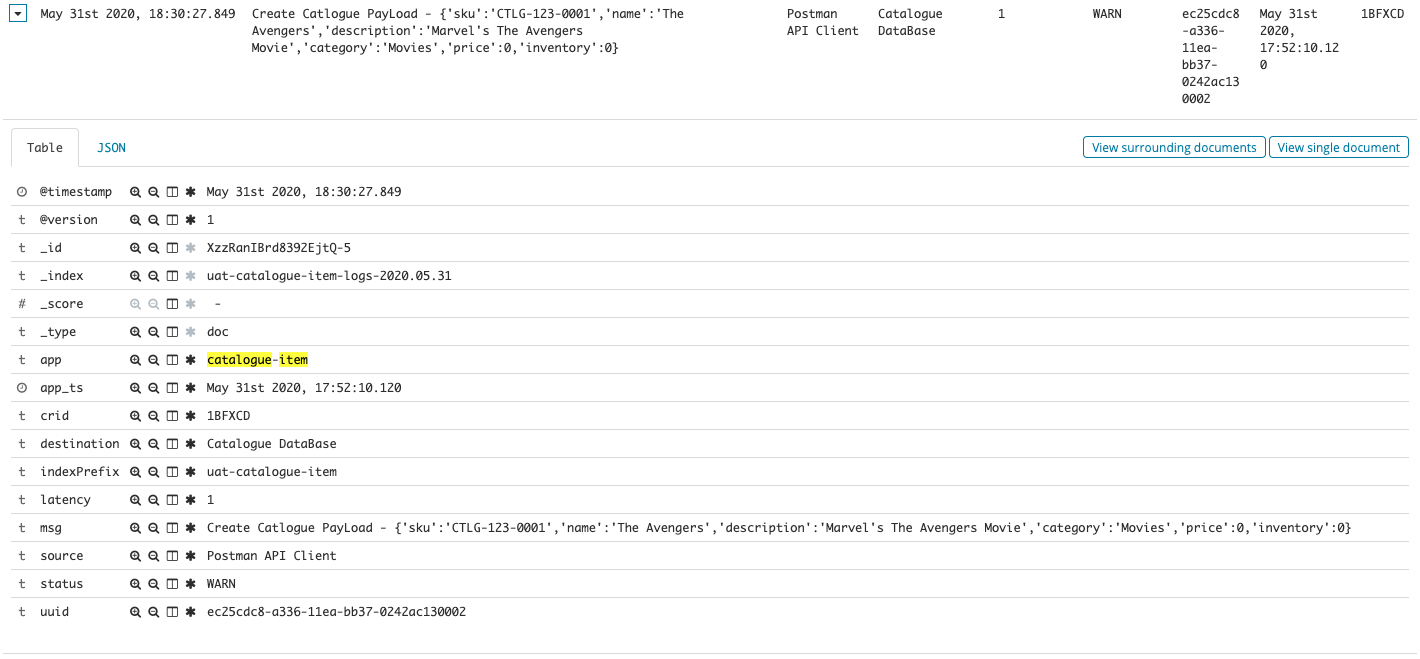 May 31st 2020, 18:30:27.849 Create Catlogue PayLoad - {'sku':'CTLG-123-0001','name':'The Postman Catalogue 1 WARN ec25cdc8 May 31st 1BFXCD
Avengers','description':'Marvel's The Avengers API Client DataBase -a336- 2020,
Movie','category':'Movies','price':0,'inventory':0} 11ea- 17:52:10.12
bb37- 0
0242ac13
0002
Table JSON View surrounding documents View single document
@timestamp May 31st 2020, 18:30:27.849
t @version 1
t _id XzzRanIBrd8392EjtQ-5
t _index uat-catalogue-item-logs-2020.05.31
# _score -
t _type doc
t app catalogue-item
app_ts May 31st 2020, 17:52:10.120
t crid 1BFXCD
t destination Catalogue DataBase
t indexPrefix uat-catalogue-item
t latency 1
t msg Create Catlogue PayLoad - {'sku':'CTLG-123-0001','name':'The Avengers','description':'Marvel's The Avengers Movie','category':'Movies','price':0,'inventory':0}
t source Postman API Client
t status WARN
t uuid ec25cdc8-a336-11ea-bb37-0242ac130002